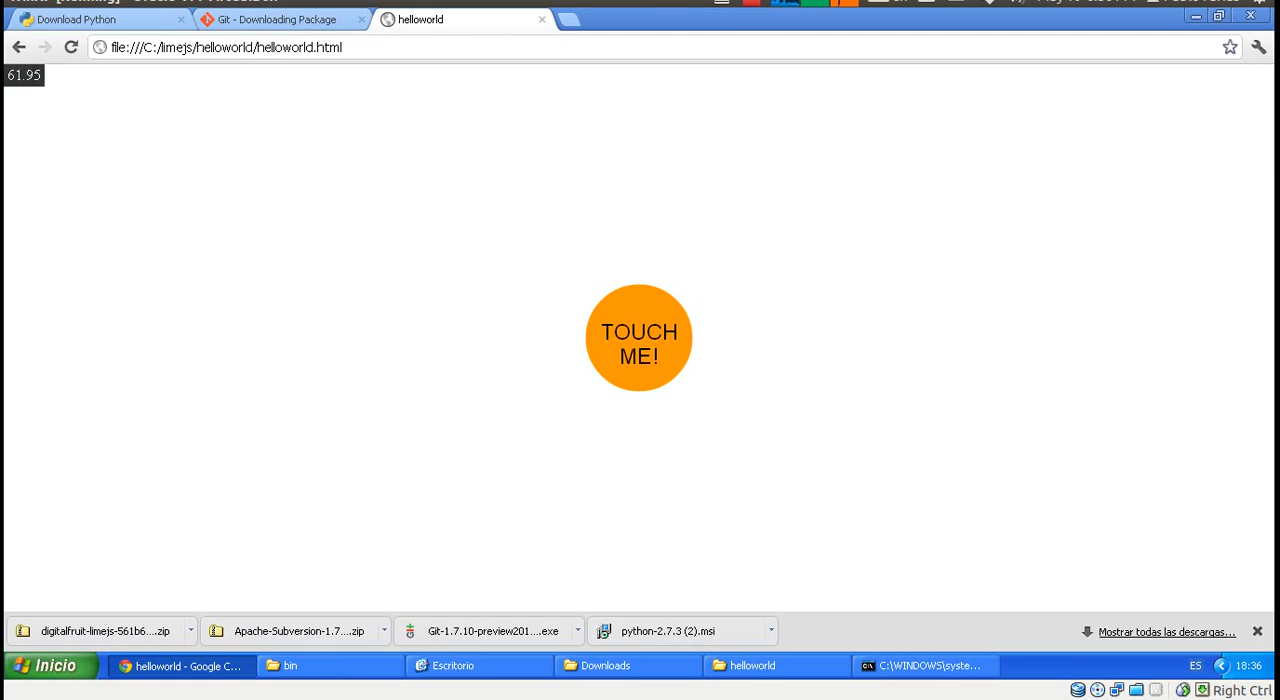 Download Python
Git - Downloading Package
helloworld
file:///C:/limejs/helloworld/helloworld.html
61.95
TOUCH
ME!
digitalfruit-limejs-561b6....zip
Apache-Subversion-1.7....zip
Git-1.7.10-preview201....exe
python-2.7.3 (2).msi
Mostrar todas las descargas...
Inicio
helloworld - Google C...
bin
Escritorio
Downloads
helloworld
C:\WINDOWS\syste...
ES
18:36
Right Ctrl